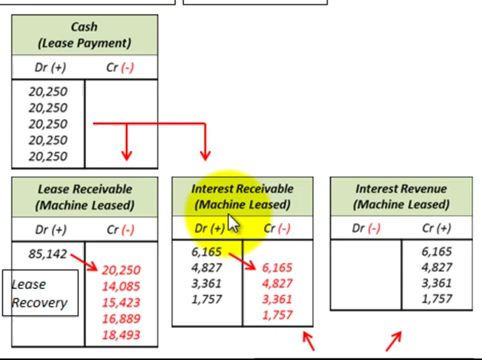 Cash
(Lease Payment)
Dr (+) Cr (-)
20,250
20,250
20,250
20,250
20,250
Lease Receivable
(Machine Leased)
Dr (+) Cr (-)
85,142
20,250
Lease
Recovery
14,085
15,423
16,889
18,493
Interest Receivable
(Machine Leased)
Dr (+) Cr (-)
6,165
4,827 6,165
3,361 4,827
1,757 3,361
1,757
Interest Revenue
(Machine Leased)
Dr (-) Cr (+)
6,165
4,827
3,361
1,757